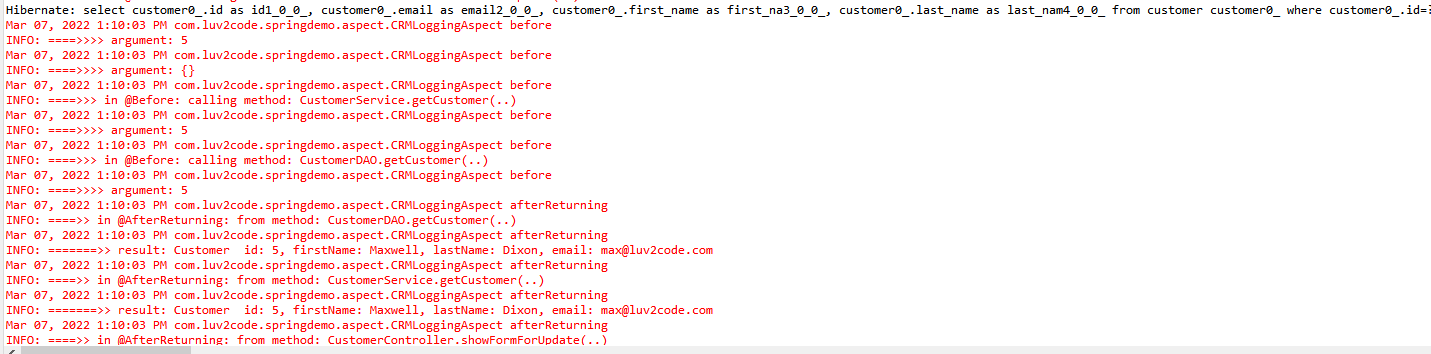 Hibernate: select customer0_.id as id1_0_0_, customer0_.email as email2_0_0_, customer0_.first_name as first_na3_0_0_, customer0_.last_name as last_nam4_0_0_ from customer customer0_ where customer0_.id=?
Mar 07, 2022 1:10:03 PM com.luv2code.springdemo.aspect.CRMLoggingAspect before
INFO: ====>>>> argument: 5
Mar 07, 2022 1:10:03 PM com.luv2code.springdemo.aspect.CRMLoggingAspect before
INFO: ====>>>> argument: {}
Mar 07, 2022 1:10:03 PM com.luv2code.springdemo.aspect.CRMLoggingAspect before
INFO: ====>>> in @Before: calling method: CustomerService.getCustomer(..)
Mar 07, 2022 1:10:03 PM com.luv2code.springdemo.aspect.CRMLoggingAspect before
INFO: ====>>>> argument: 5
Mar 07, 2022 1:10:03 PM com.luv2code.springdemo.aspect.CRMLoggingAspect before
INFO: ====>>> in @Before: calling method: CustomerDAO.getCustomer(..)
Mar 07, 2022 1:10:03 PM com.luv2code.springdemo.aspect.CRMLoggingAspect before
INFO: ====>>>> argument: 5
Mar 07, 2022 1:10:03 PM com.luv2code.springdemo.aspect.CRMLoggingAspect afterReturning
INFO: ====>> in @AfterReturning: from method: CustomerDAO.getCustomer(..)
Mar 07, 2022 1:10:03 PM com.luv2code.springdemo.aspect.CRMLoggingAspect afterReturning
INFO: =======>> result: Customer  id: 5, firstName: Maxwell, lastName: Dixon, email: max@luv2code.com
Mar 07, 2022 1:10:03 PM com.luv2code.springdemo.aspect.CRMLoggingAspect afterReturning
INFO: ====>> in @AfterReturning: from method: CustomerService.getCustomer(..)
Mar 07, 2022 1:10:03 PM com.luv2code.springdemo.aspect.CRMLoggingAspect afterReturning
INFO: =======>> result: Customer  id: 5, firstName: Maxwell, lastName: Dixon, email: max@luv2code.com
Mar 07, 2022 1:10:03 PM com.luv2code.springdemo.aspect.CRMLoggingAspect afterReturning
INFO: ====>> in @AfterReturning: from method: CustomerController.showFormForUpdate(..)